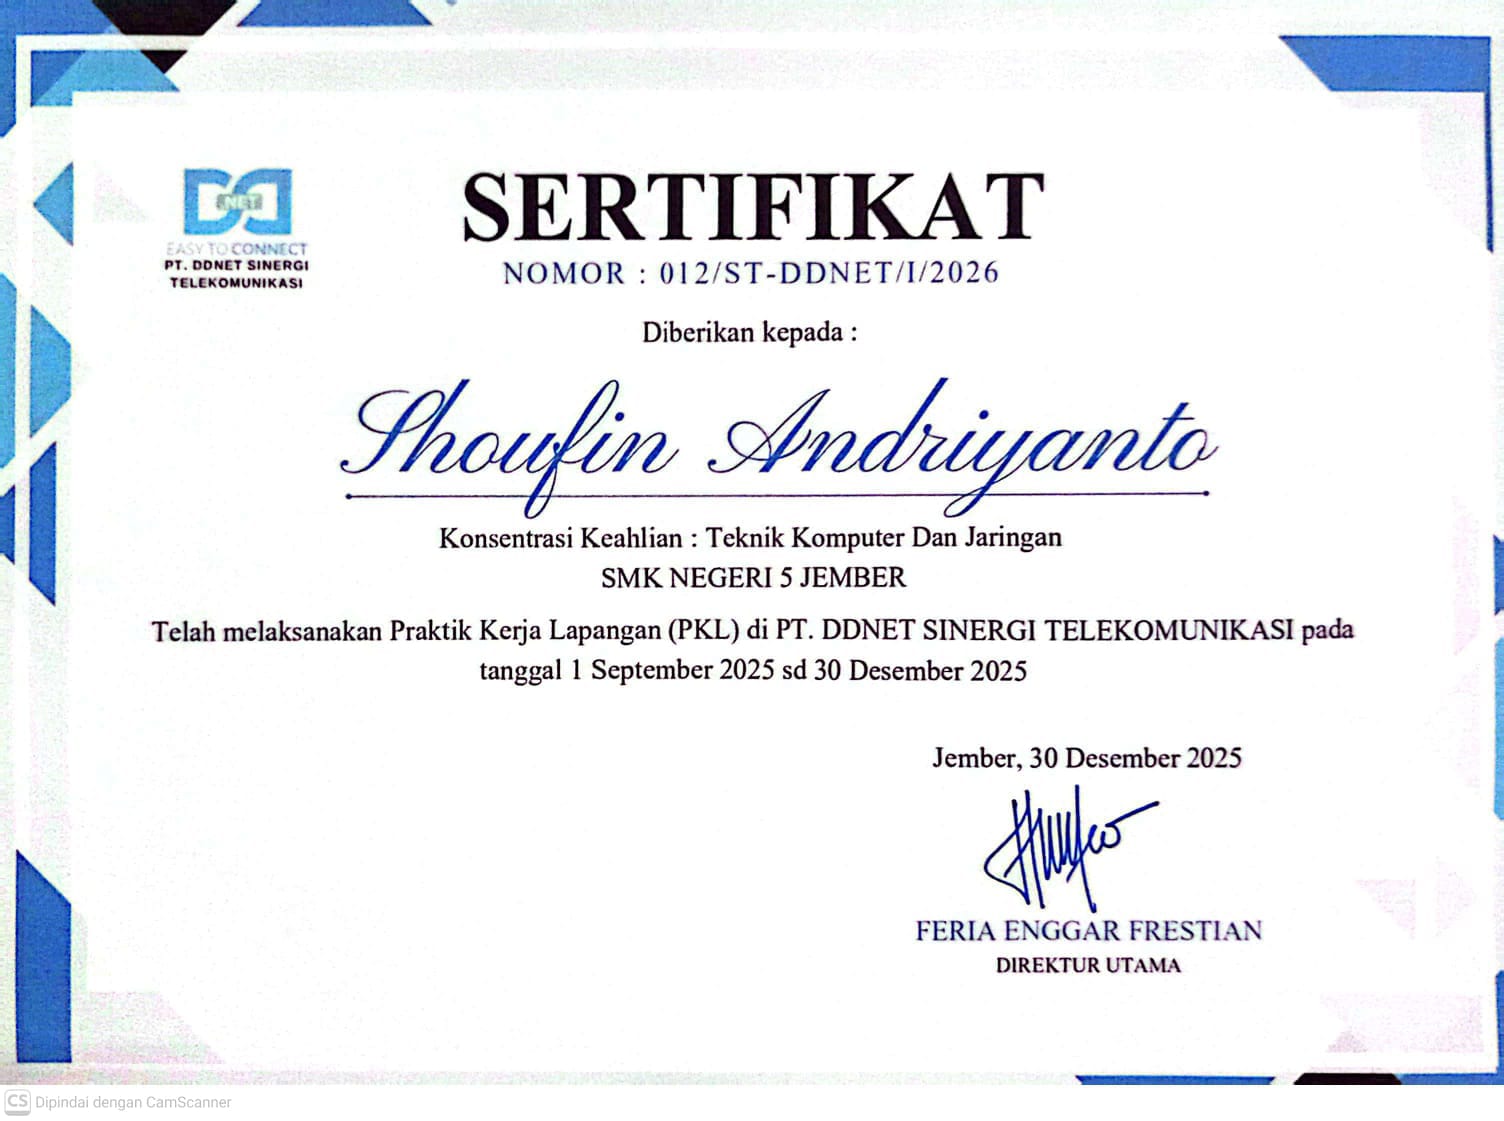 SERTIFIKAT
NOMOR : 012/ST-DDNET/I/2026
DD
NET
EASY TO CONNECT
PT. DDNET SINERGI
TELEKOMUNIKASI
Diberikan kepada :
Shoufin Andriyanto
Konsentrasi Keahlian : Teknik Komputer Dan Jaringan
SMK NEGERI 5 JEMBER
Telah melaksanakan Praktik Kerja Lapangan (PKL) di PT. DDNET SINERGI TELEKOMUNIKASI pada
tanggal 1 September 2025 sd 30 Desember 2025
Jember, 30 Desember 2025
FERIA ENGGAR FRESTIAN
DIREKTUR UTAMA
CS Dipindai dengan CamScanner